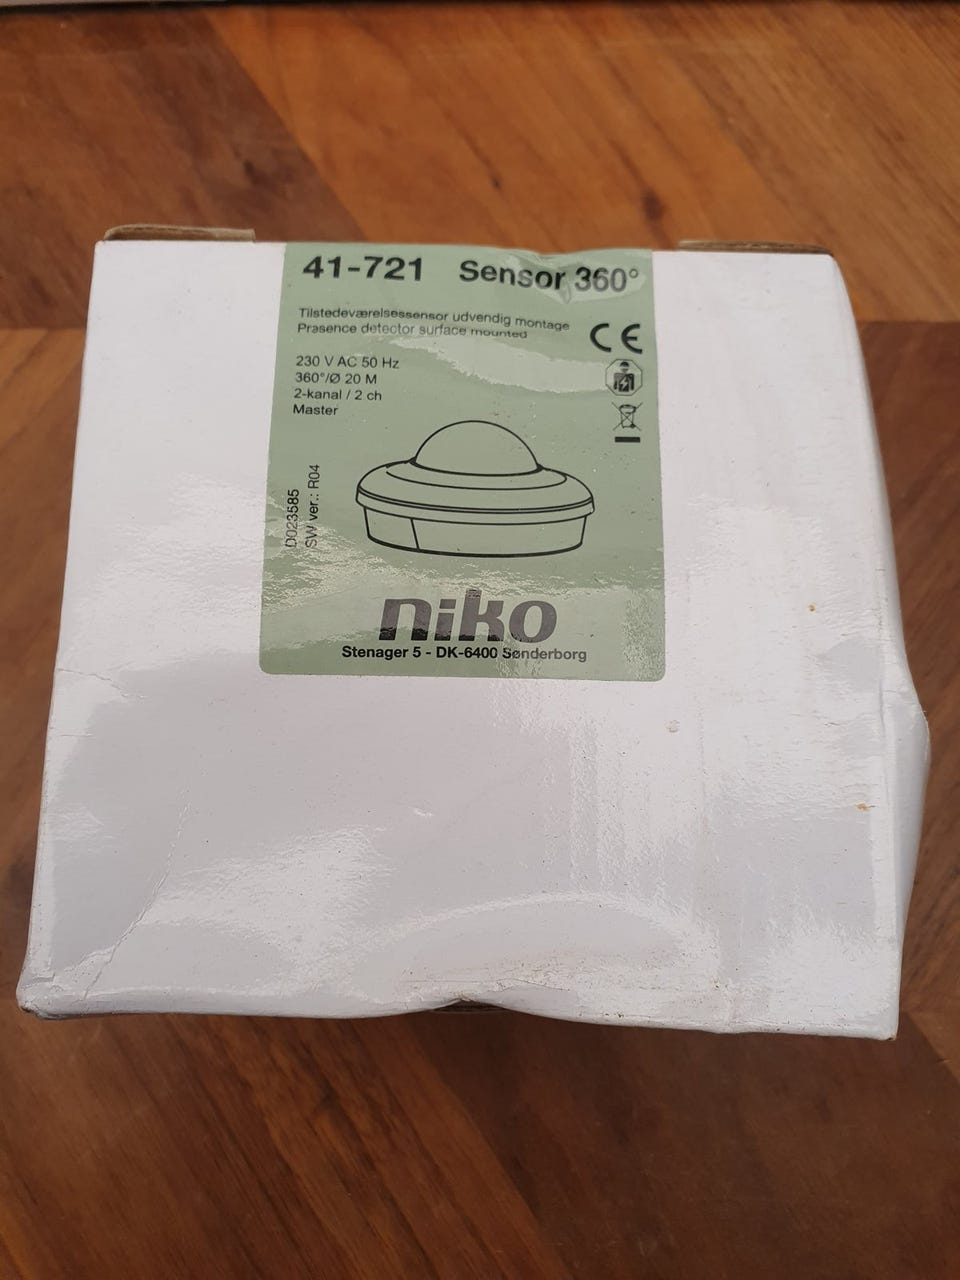 41-721 Sensor 360°
Tilstedeværelsessensor udvendig montage
Præsence detector surface mounted
230 V AC 50 Hz
360°/Ø 20 M
2-kanal / 2 ch
Master
D023585
SW ver.: R04
CE
niko
Stenager 5 - DK-6400 Sønderborg